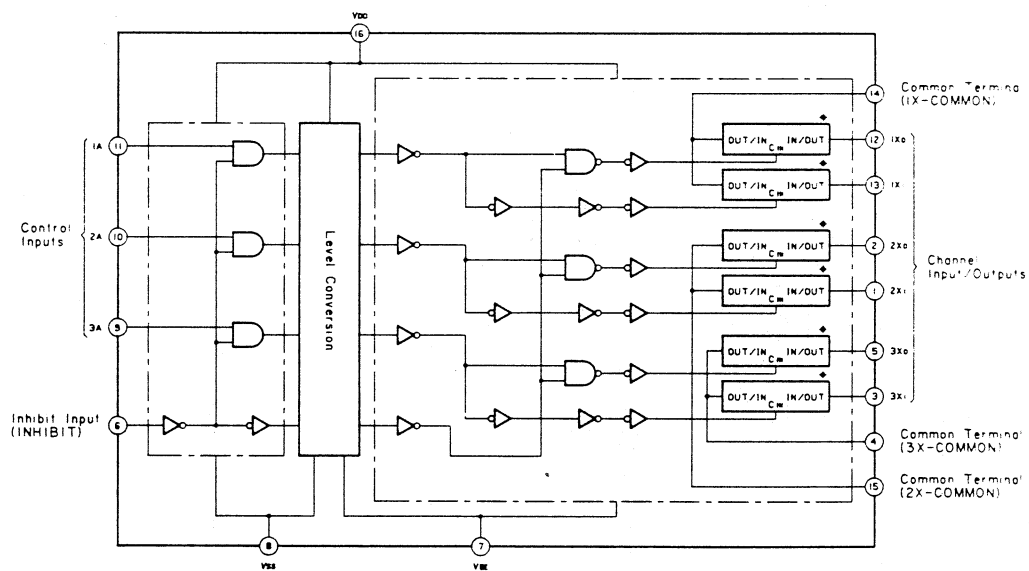 VDD
16
14
Common Termina
(1X-COMMON)
1A
11
OUT/IN
IN/OUT
12
1X0
OUT/IN
IN/OUT
13
1X
Control
Inputs
2A
10
Level Conversion
OUT/IN
IN/OUT
2
2X0
Channel
Input/Outputs
OUT/IN
IN/OUT
1
2X1
3A
9
OUT/IN
IN/OUT
5
3X0
OUT/IN
IN/OUT
3
3X1
Inhibit Input
(INHIBIT)
6
4
Common Terminal
(3X-COMMON)
15
Common Terminal
(2X-COMMON)
8
VSS
7
VEE